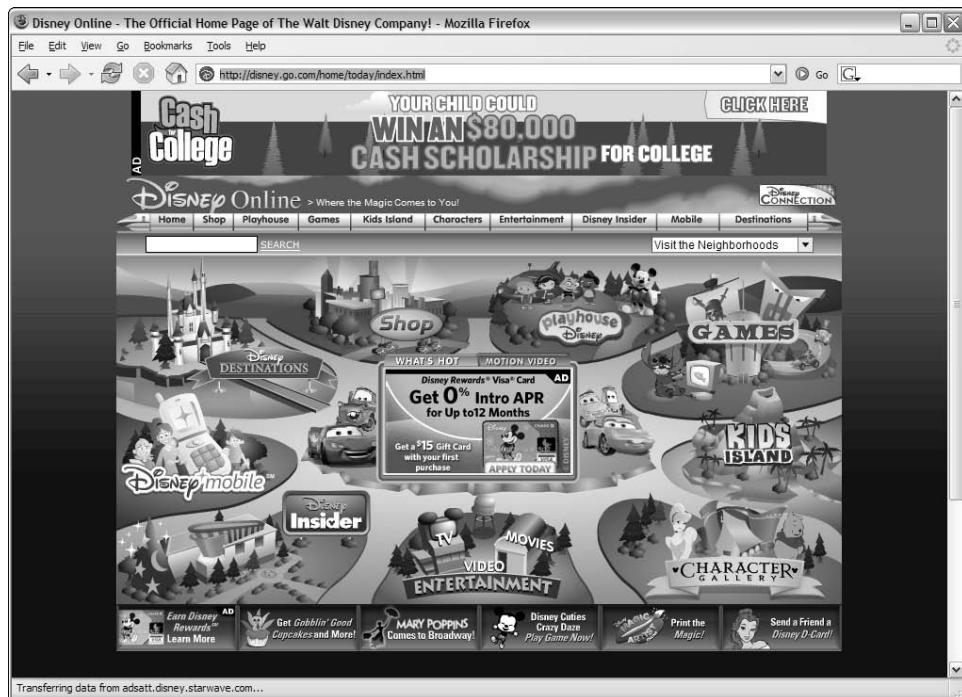 Disney Online - The Official Home Page of The Walt Disney Company! - Mozilla Firefox
File Edit View Go Bookmarks Tools Help
http://disney.go.com/home/today/index.html Go G
Cash for College
YOUR CHILD COULD
WIN AN $80,000
CASH SCHOLARSHIP FOR COLLEGE
CLICK HERE
AD
Disney Online > Where the Magic Comes to You!
Disney CONNECTION
Home Shop Playhouse Games Kids Island Characters Entertainment Disney Insider Mobile Destinations
SEARCH Visit the Neighborhoods
Shop
playhouse
Disney
GAMES
Disney
DESTINATIONS
WHAT'S HOT MOTION VIDEO
Disney Rewards® Visa® Card AD
Get 0% Intro APR
for Up to 12 Months
Get a $15 Gift Card
with your first
purchase
APPLY TODAY
© DISNEY
KIDS
ISLAND
Disney mobile℠
Disney
Insider
TV
MOVIES
VIDEO
ENTERTAINMENT
CHARACTER
GALLERY
Earn Disney
Rewards℠
Learn More
AD
Get Gobblin' Good
Cupcakes and More!
MARY POPPINS
Comes to Broadway!
Disney Cuties
Crazy Daze
Play Game Now!
Print the
Magic!
Send a Friend a
Disney D-Card!
Transferring data from adsatt.disney.starwave.com...